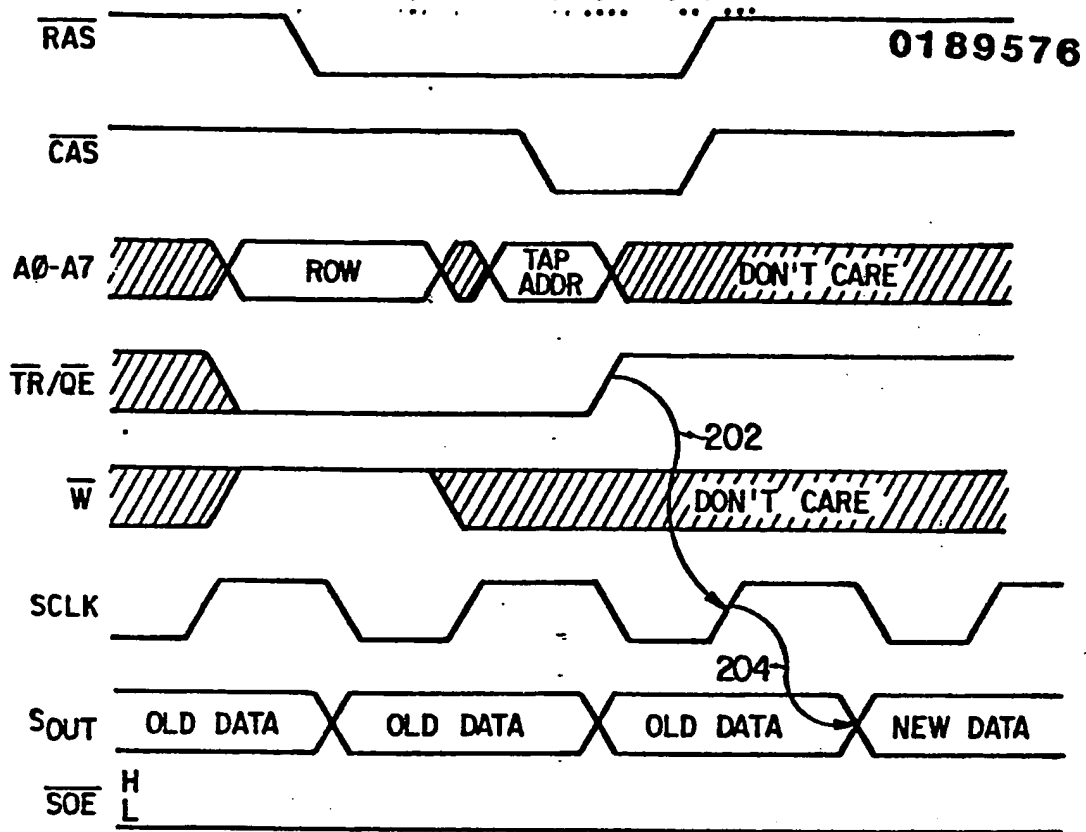 RAS
0189576
CAS
AØ-A7
ROW
TAP
ADDR
DON'T CARE
TR/QE
202
W
DON'T CARE
SCLK
204
SOUT
OLD DATA
OLD DATA
OLD DATA
NEW DATA
SOE
H
L